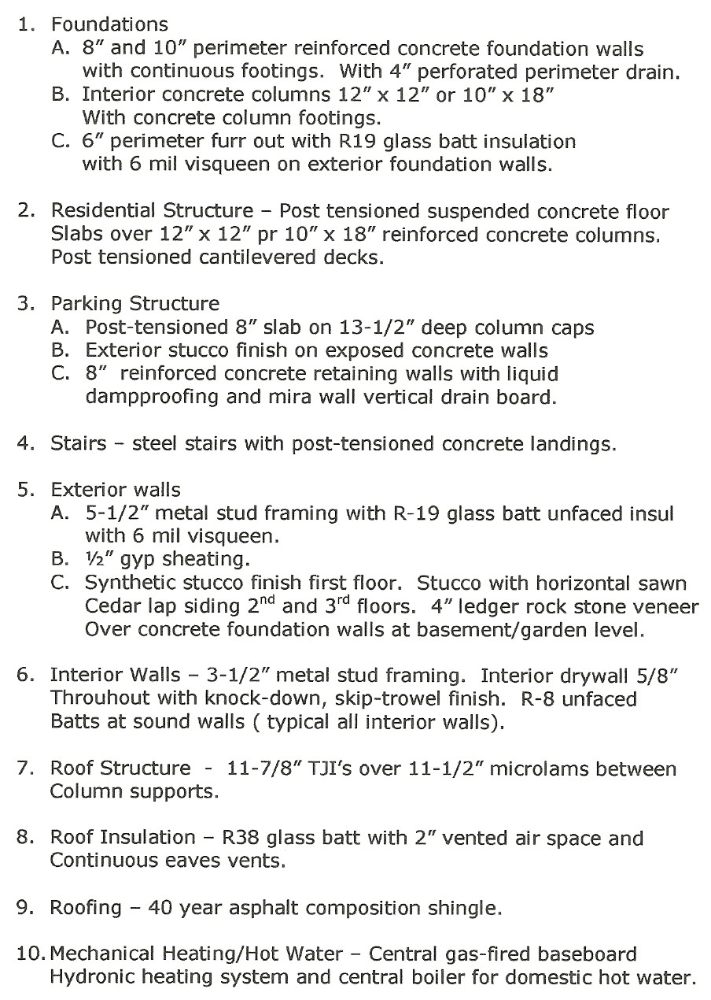 1. Foundations
A. 8" and 10" perimeter reinforced concrete foundation walls
with continuous footings.  With 4" perforated perimeter drain.
B. Interior concrete columns 12" x 12" or 10" x 18"
With concrete column footings.
C. 6" perimeter furr out with R19 glass batt insulation
with 6 mil visqueen on exterior foundation walls.
2. Residential Structure – Post tensioned suspended concrete floor
Slabs over 12" x 12" pr 10" x 18" reinforced concrete columns.
Post tensioned cantilevered decks.
3. Parking Structure
A. Post-tensioned 8" slab on 13-1/2" deep column caps
B. Exterior stucco finish on exposed concrete walls
C. 8"  reinforced concrete retaining walls with liquid
dampproofing and mira wall vertical drain board.
4. Stairs – steel stairs with post-tensioned concrete landings.
5. Exterior walls
A. 5-1/2" metal stud framing with R-19 glass batt unfaced insul
with 6 mil visqueen.
B. ½" gyp sheating.
C. Synthetic stucco finish first floor.  Stucco with horizontal sawn
Cedar lap siding 2nd and 3rd floors.  4" ledger rock stone veneer
Over concrete foundation walls at basement/garden level.
6. Interior Walls – 3-1/2" metal stud framing.  Interior drywall 5/8"
Throuhout with knock-down, skip-trowel finish.  R-8 unfaced
Batts at sound walls ( typical all interior walls).
7. Roof Structure  -  11-7/8" TJI's over 11-1/2" microlams between
Column supports.
8. Roof Insulation – R38 glass batt with 2" vented air space and
Continuous eaves vents.
9. Roofing – 40 year asphalt composition shingle.
10. Mechanical Heating/Hot Water – Central gas-fired baseboard
Hydronic heating system and central boiler for domestic hot water.